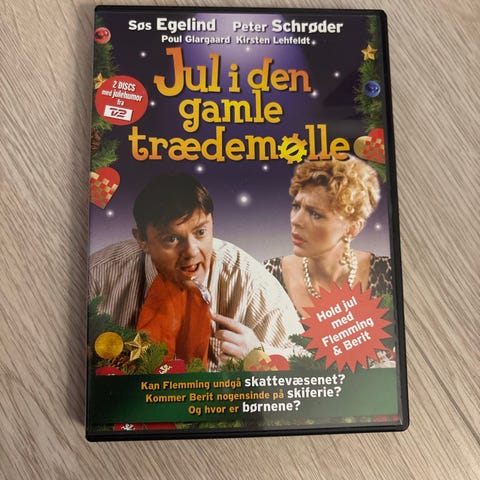 Søs Egelind Peter Schrøder
Poul Glargaard Kirsten Lehfeldt
2 DISCS
med julehumor
fra
TV2
Jul i den
gamle
trædemølle
Hold jul
med
Flemming
& Berit
Kan Flemming undgå skattevæsenet?
Kommer Berit nogensinde på skiferie?
Og hvor er børnene?